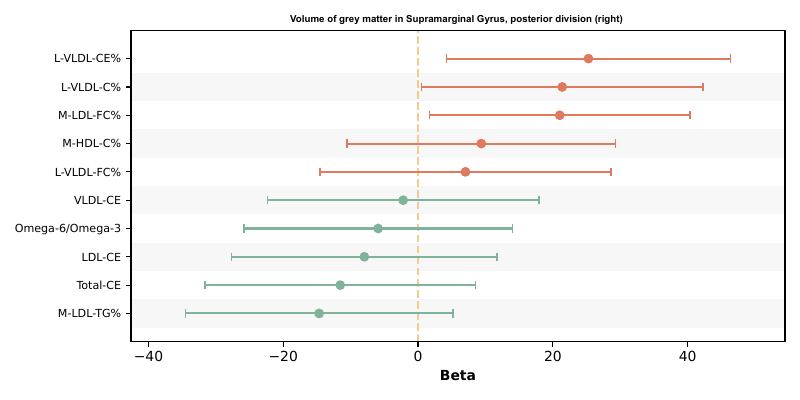 Volume of grey matter in Supramarginal Gyrus, posterior division (right)
L-VLDL-CE%
L-VLDL-C%
M-LDL-FC%
M-HDL-C%
L-VLDL-FC%
VLDL-CE
Omega-6/Omega-3
LDL-CE
Total-CE
M-LDL-TG%
−40 −20 0 20 40
Beta